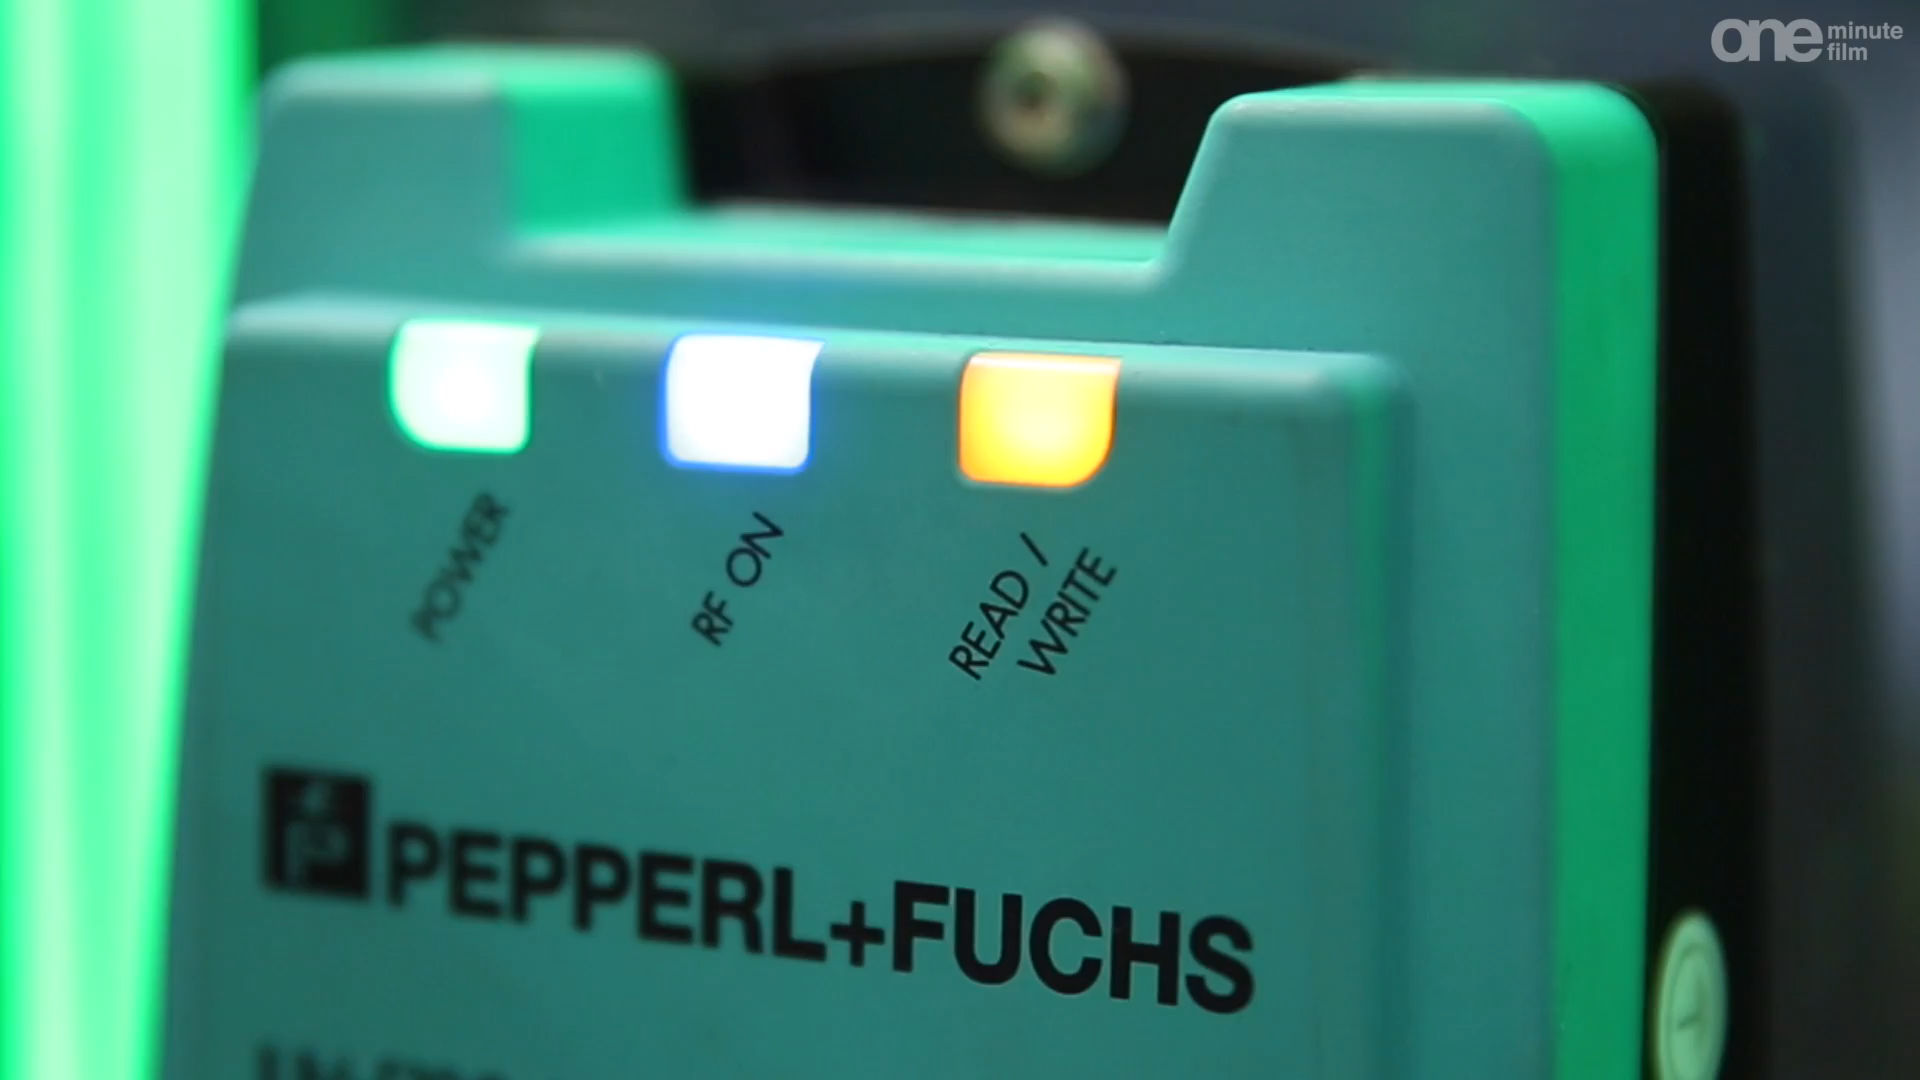 one minute
film
POWER
RF ON
READ /
WRITE
PEPPERL+FUCHS